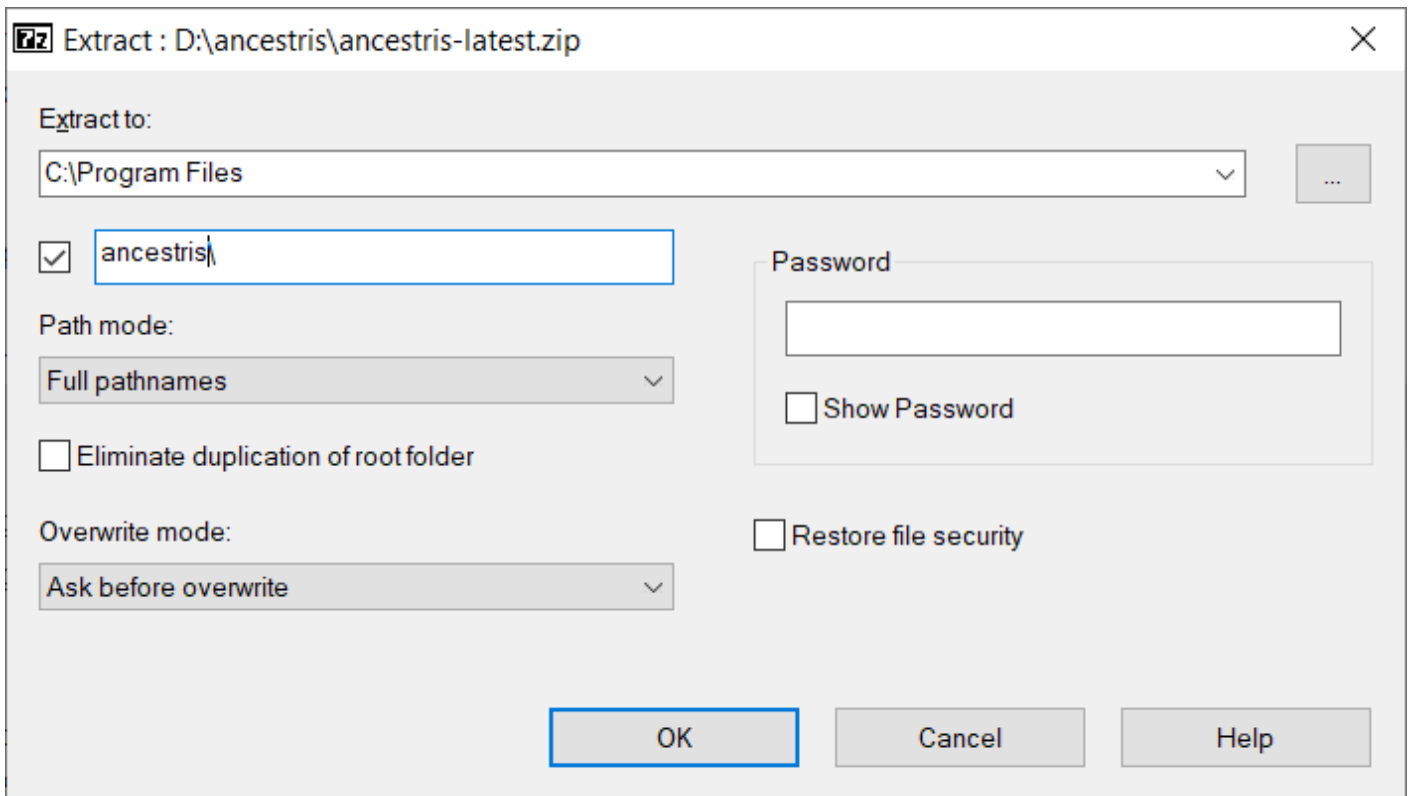 7z Extract : D:\ancestris\ancestris-latest.zip
Extract to:
C:\Program Files
...
ancestris\
Password
Path mode:
Full pathnames
Show Password
Eliminate duplication of root folder
Overwrite mode:
Restore file security
Ask before overwrite
OK
Cancel
Help